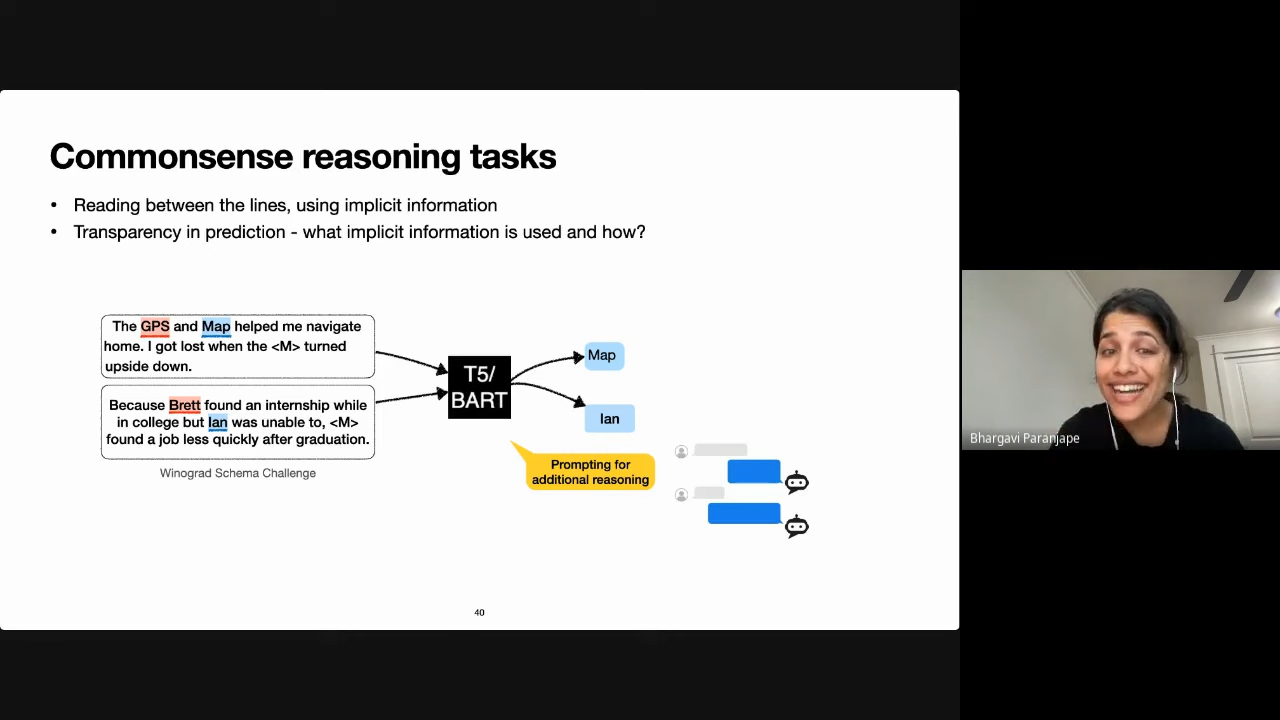 Commonsense reasoning tasks
• Reading between the lines, using implicit information
• Transparency in prediction - what implicit information is used and how?
The GPS and Map helped me navigate
home. I got lost when the <M> turned
upside down.
Because Brett found an internship while
in college but Ian was unable to, <M>
found a job less quickly after graduation.
Winograd Schema Challenge
T5/
BART
Map
Ian
Prompting for
additional reasoning
40
Bhargavi Paranjape